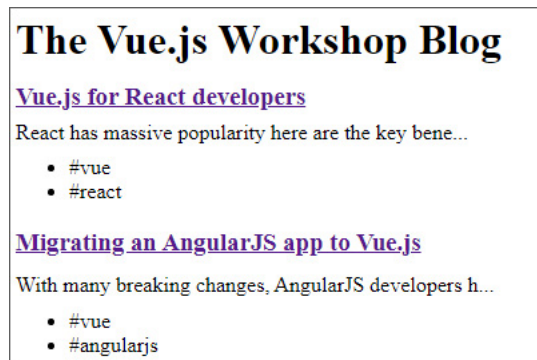 The Vue.js Workshop Blog
Vue.js for React developers
React has massive popularity here are the key bene...
#vue
#react
Migrating an AngularJS app to Vue.js
With many breaking changes, AngularJS developers h...
#vue
#angularjs